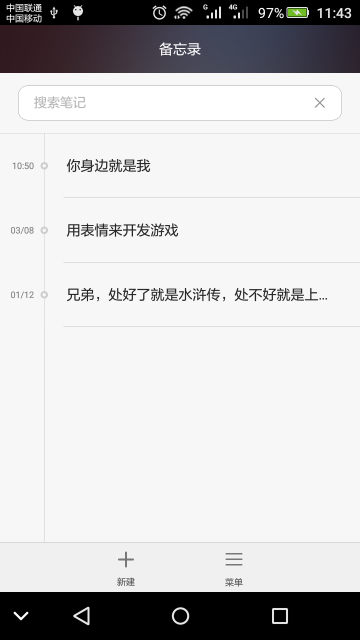 中国联通
中国移动
G
4G
97%
11:43
备忘录
搜索笔记
10:50 你身边就是我
03/08 用表情来开发游戏
01/12 兄弟，处好了就是水浒传，处不好就是上...
新建 菜单